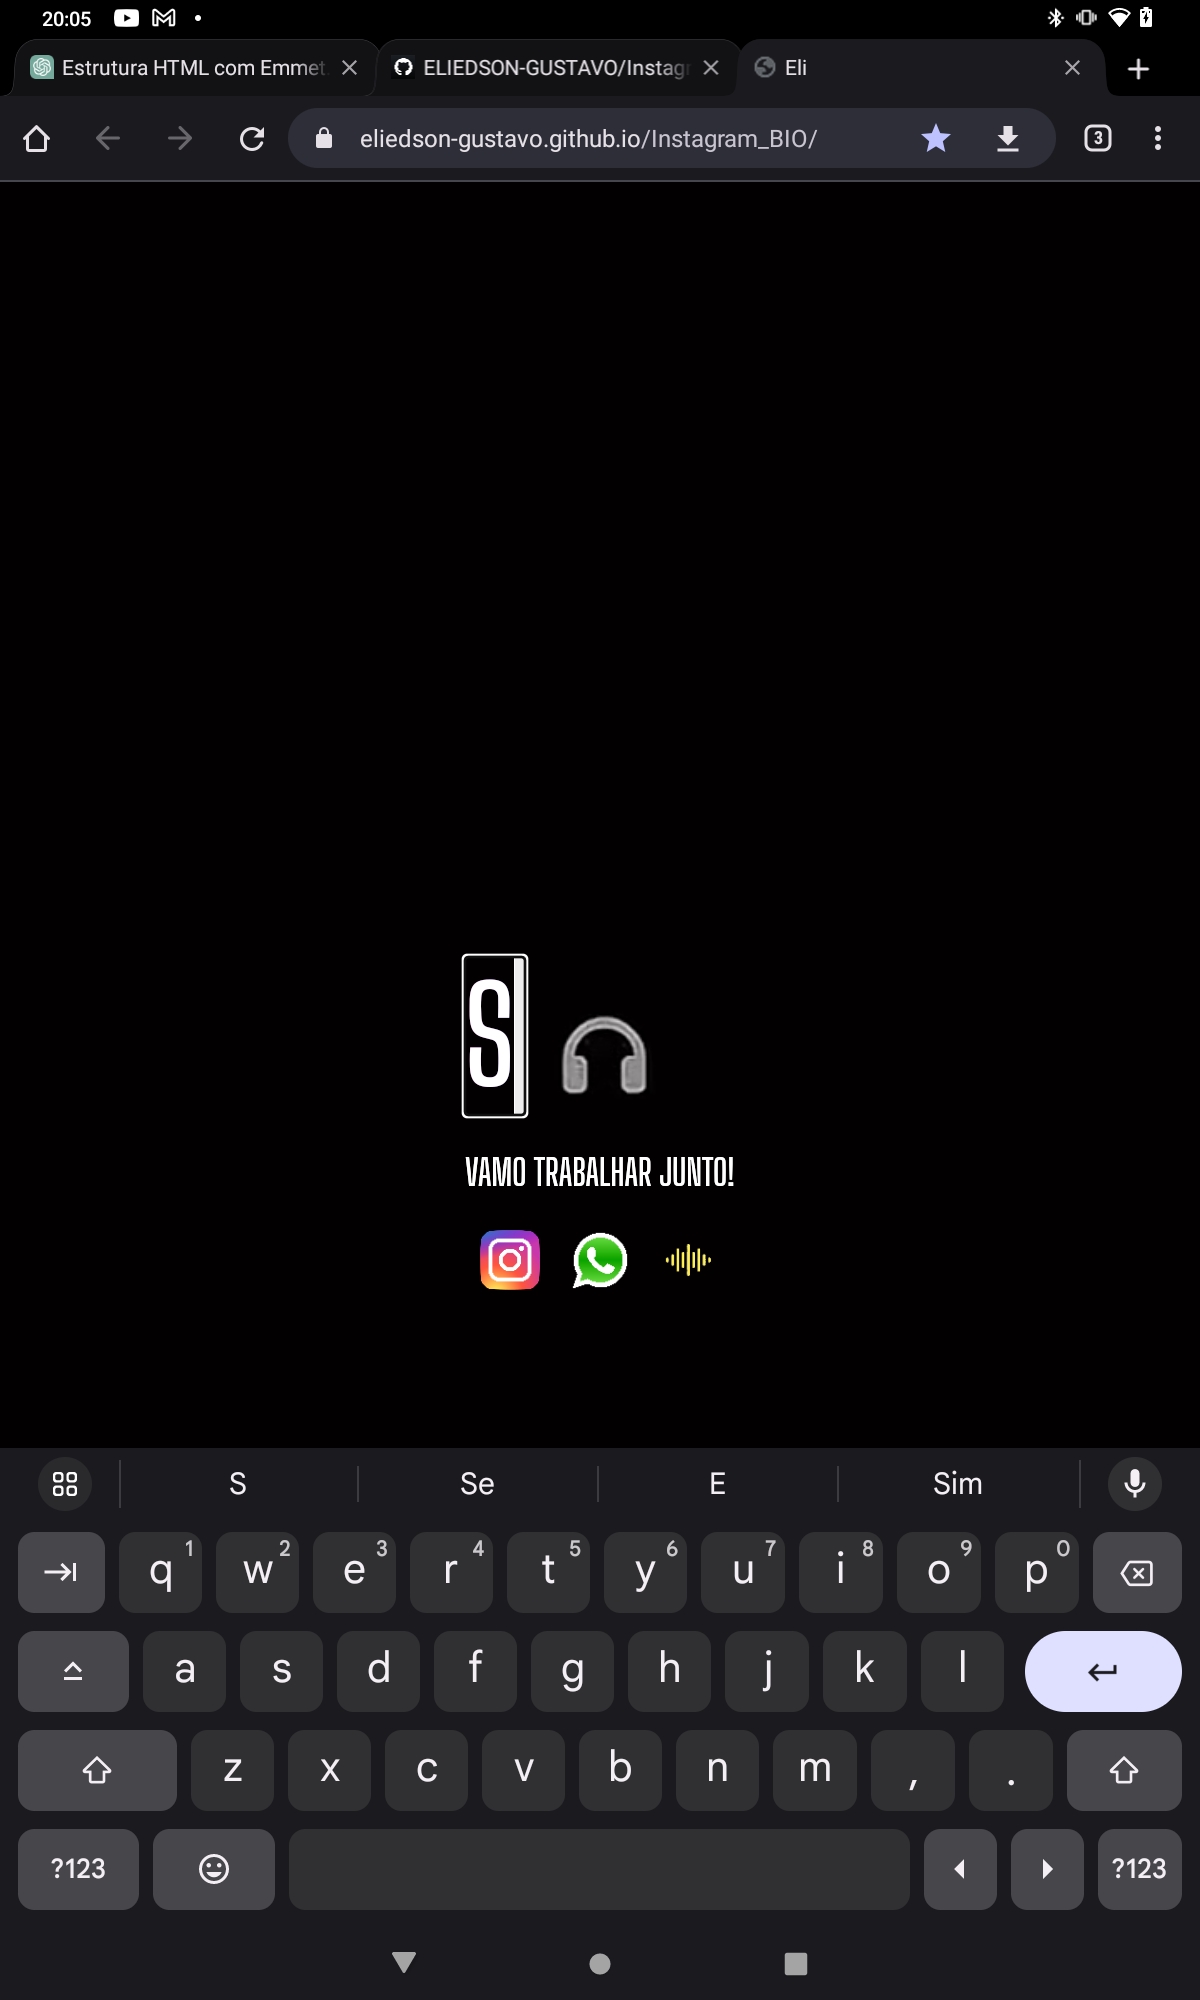 20:05
Estrutura HTML com Emmet.
ELIEDSON-GUSTAVO/Instagr
Eli
eliedson-gustavo.github.io/Instagram_BIO/
3
S
VAMO TRABALHAR JUNTO!
S Se E Sim
q 1 w 2 e 3 r 4 t 5 y 6 u 7 i 8 o 9 p 0
a s d f g h j k l
z x c v b n m , .
?123 ?123